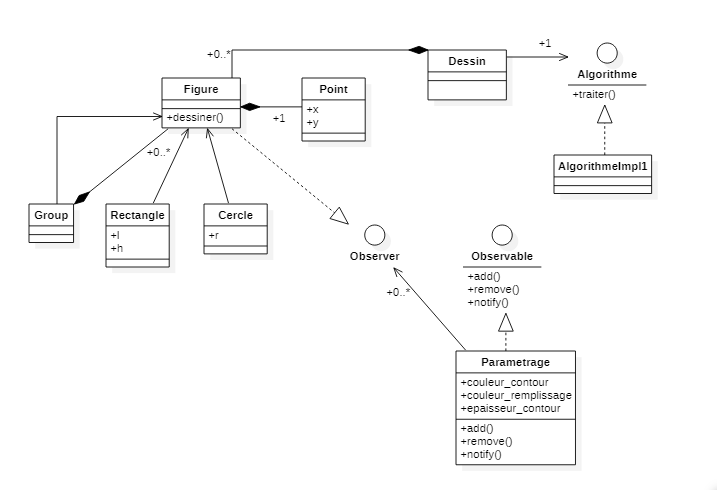 +1
+0..*
Dessin
Algorithme
+traiter()
Figure
+dessiner()
Point
+x
+y
+1
+0..*
AlgorithmeImpl1
Group
Rectangle
+l
+h
Cercle
+r
Observer
Observable
+add()
+remove()
+notify()
+0..*
Parametrage
+couleur_contour
+couleur_remplissage
+epaisseur_contour
+add()
+remove()
+notify()